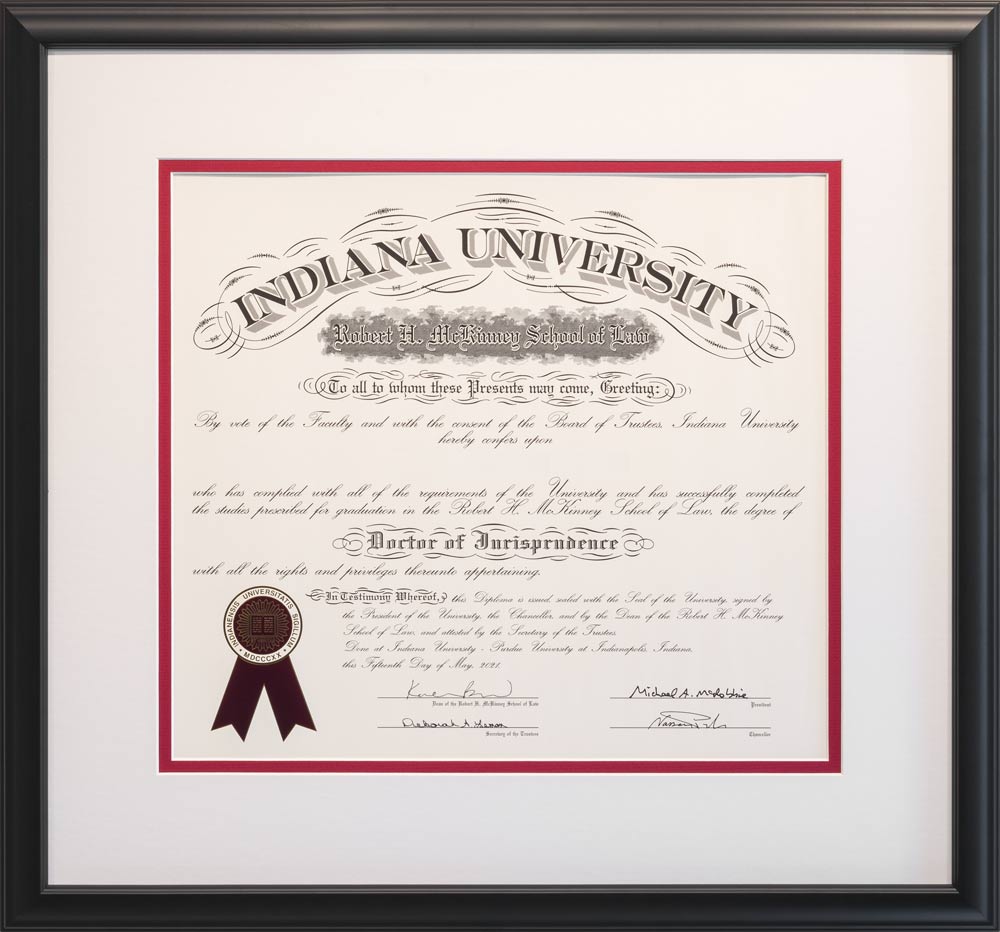 INDIANA UNIVERSITY
Robert H. McKinney School of Law
To all to whom these Presents may come, Greeting:
By vote of the Faculty and with the consent of the Board of Trustees, Indiana University
hereby confers upon
who has complied with all of the requirements of the University and has successfully completed
the studies prescribed for graduation in the Robert H. McKinney School of Law, the degree of
Doctor of Jurisprudence
with all the rights and privileges thereunto appertaining.
In Testimony Whereof, this Diploma is issued, sealed with the Seal of the University, signed by
the President of the University, the Chancellor, and by the Dean of the Robert H. McKinney
School of Law, and attested by the Secretary of the Trustees.
Done at Indiana University - Purdue University at Indianapolis, Indiana,
this Fifteenth Day of May, 2021.
INDIANENSIS UNIVERSITATIS SIGILLUM
MDCCCXX
Michael A. McRobbie
Dean of the Robert H. McKinney School of Law
President
Deborah A. Lemon
Secretary of the Trustees
Chancellor